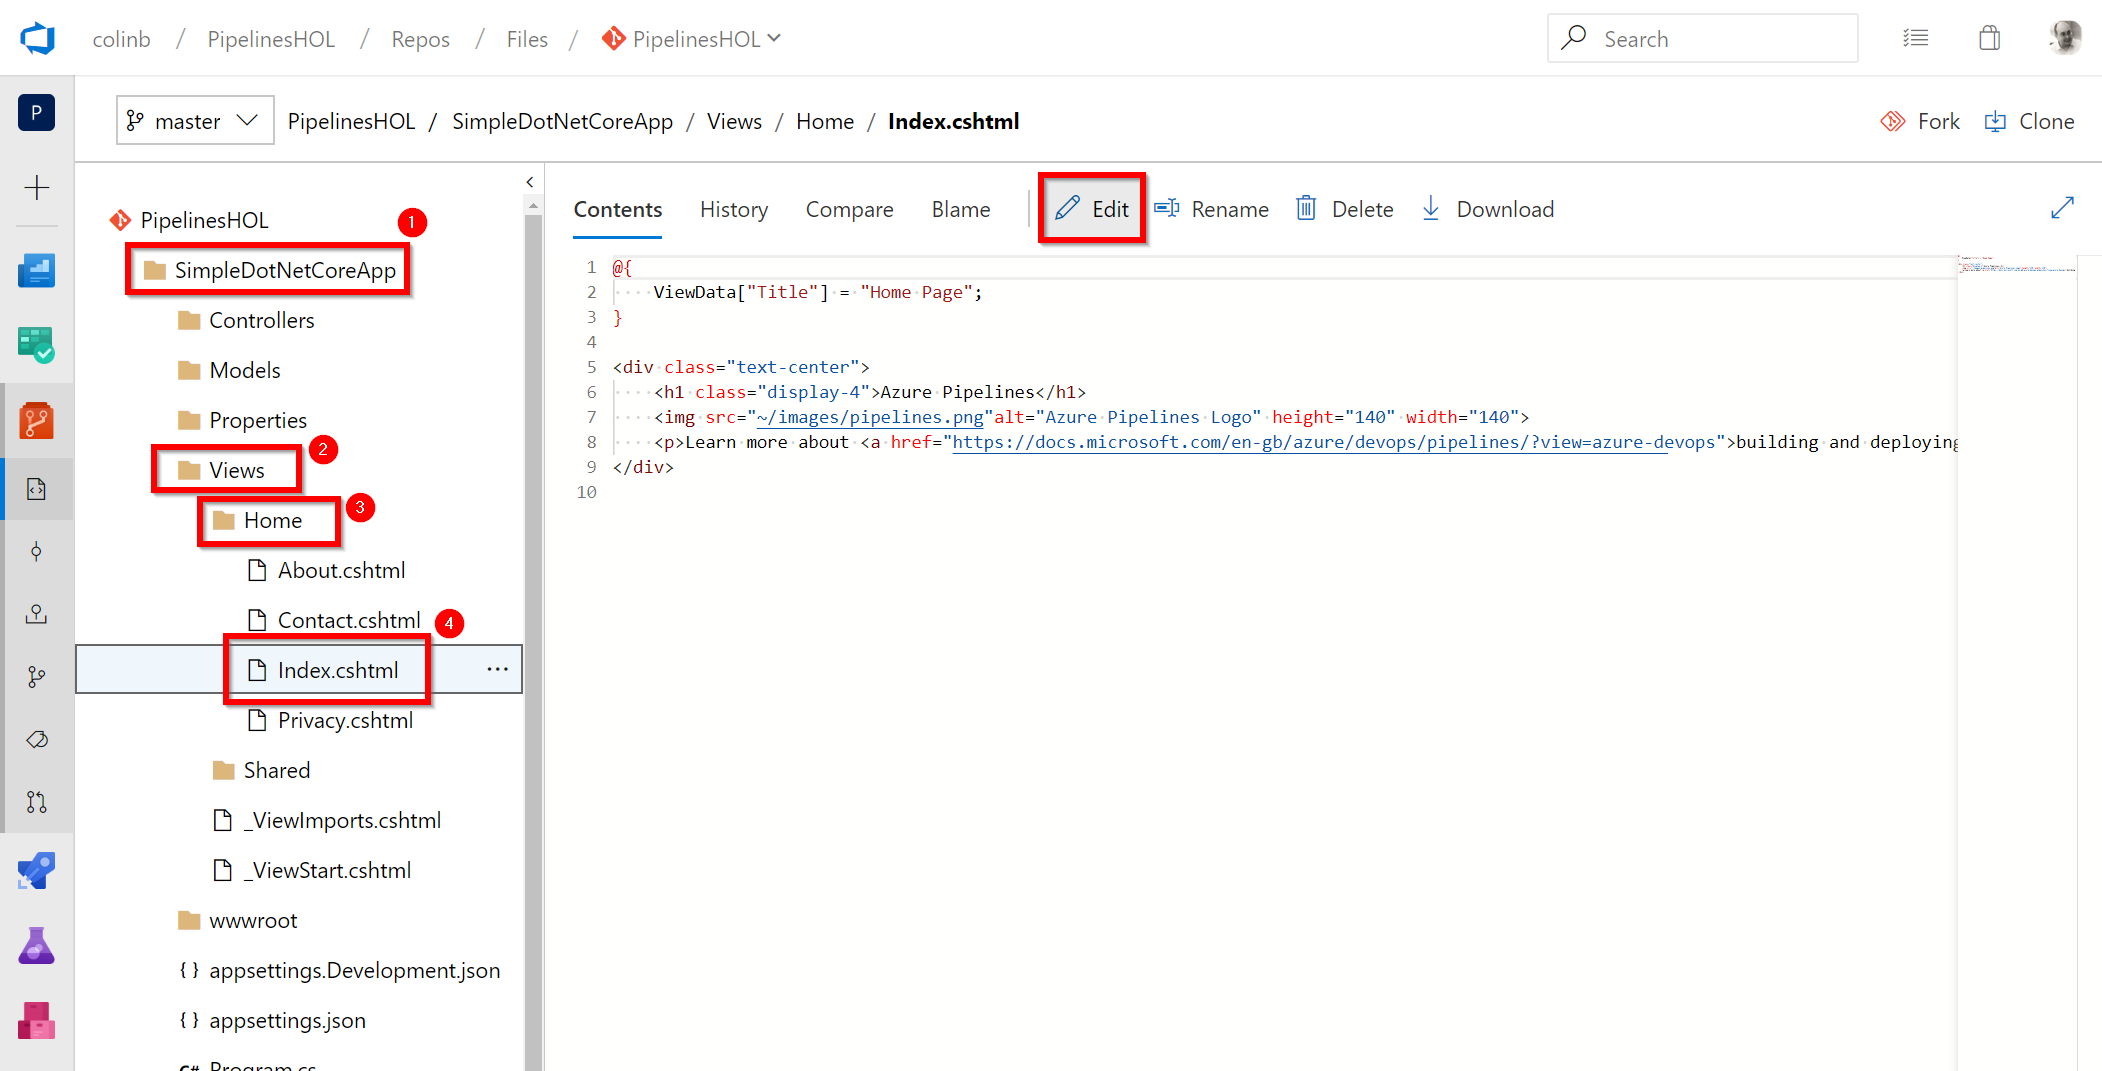 colinb / PipelinesHOL / Repos / Files / PipelinesHOL
Search
P
master
PipelinesHOL / SimpleDotNetCoreApp / Views / Home / Index.cshtml
Fork
Clone
PipelinesHOL
1
SimpleDotNetCoreApp
Controllers
Models
Properties
Views
2
Home
3
About.cshtml
Contact.cshtml
4
Index.cshtml
Privacy.cshtml
Shared
_ViewImports.cshtml
_ViewStart.cshtml
wwwroot
{ } appsettings.Development.json
{ } appsettings.json
C# Program.cs
Contents
History
Compare
Blame
Edit
Rename
Delete
Download
1 @{
2 ····ViewData["Title"]·=·"Home·Page";
3 }
4
5 <div·class="text-center">
6 ····<h1·class="display-4">Azure·Pipelines</h1>
7 ····<img·src="~/images/pipelines.png"alt="Azure·Pipelines·Logo"·height="140"·width="140">
8 ····<p>Learn·more·about·<a·href="https://docs.microsoft.com/en-gb/azure/devops/pipelines/?view=azure-devops">building·and·deploying
9 </div>
10